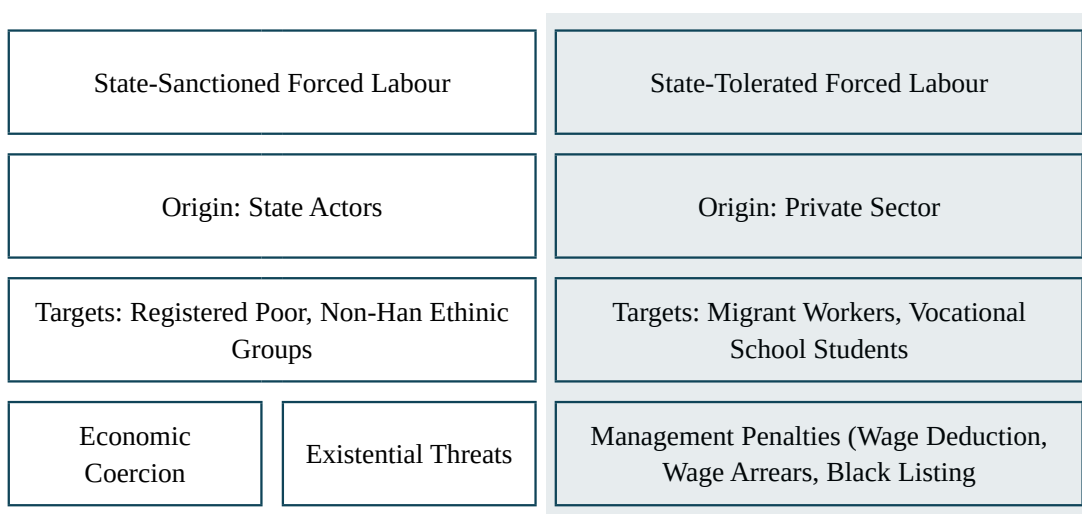 State-Sanctioned Forced Labour
State-Tolerated Forced Labour
Origin: State Actors
Origin: Private Sector
Targets: Registered Poor, Non-Han Ethinic
Groups
Targets: Migrant Workers, Vocational
School Students
Economic
Coercion
Existential Threats
Management Penalties (Wage Deduction,
Wage Arrears, Black Listing